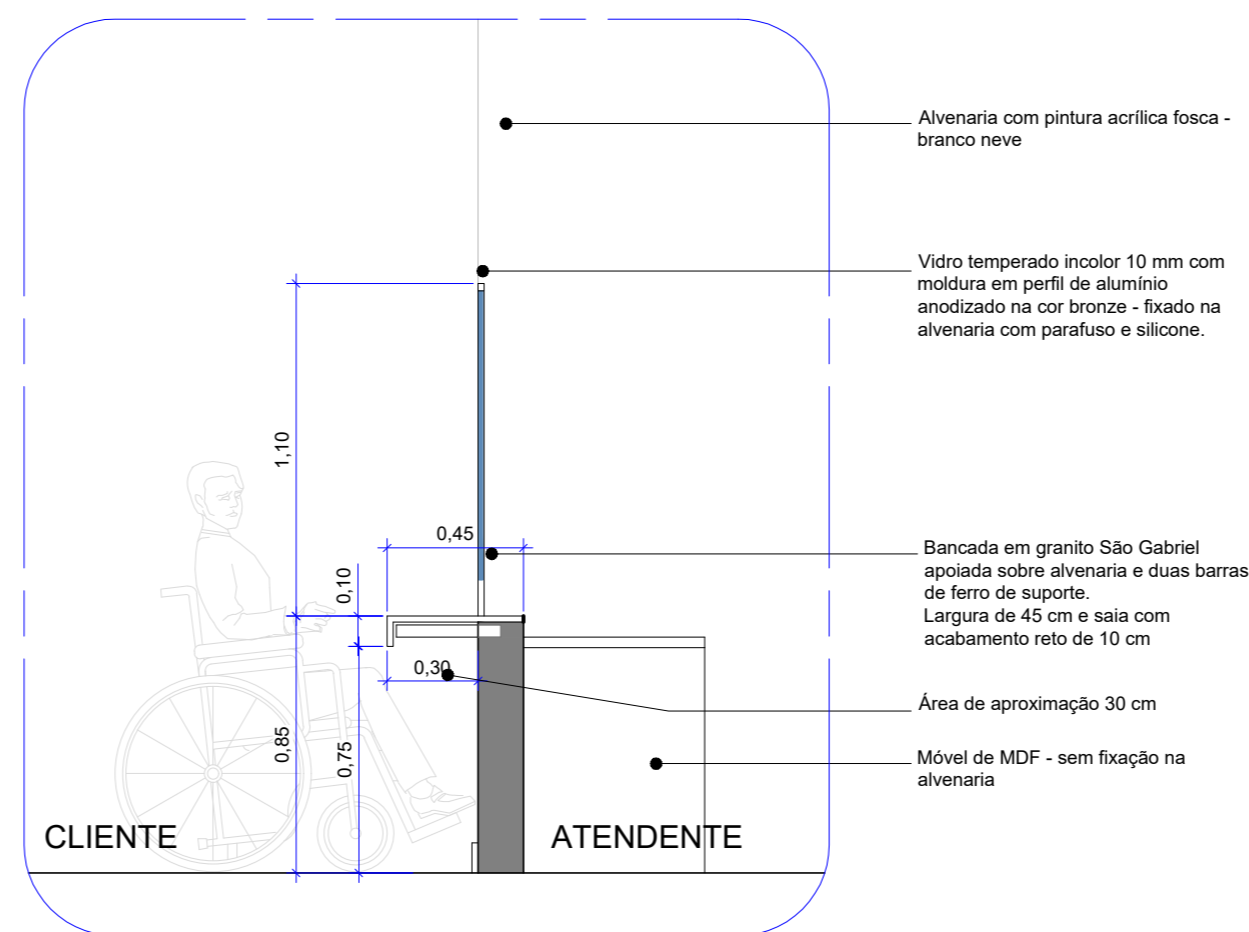 Alvenaria com pintura acrílica fosca -
branco neve
Vidro temperado incolor 10 mm com
moldura em perfil de alumínio
anodizado na cor bronze - fixado na
alvenaria com parafuso e silicone.
1,10
0,45
0,10
Bancada em granito São Gabriel
apoiada sobre alvenaria e duas barras
de ferro de suporte.
Largura de 45 cm e saia com
acabamento reto de 10 cm
0,30
Área de aproximação 30 cm
0,85
0,75
Móvel de MDF - sem fixação na
alvenaria
CLIENTE
ATENDENTE